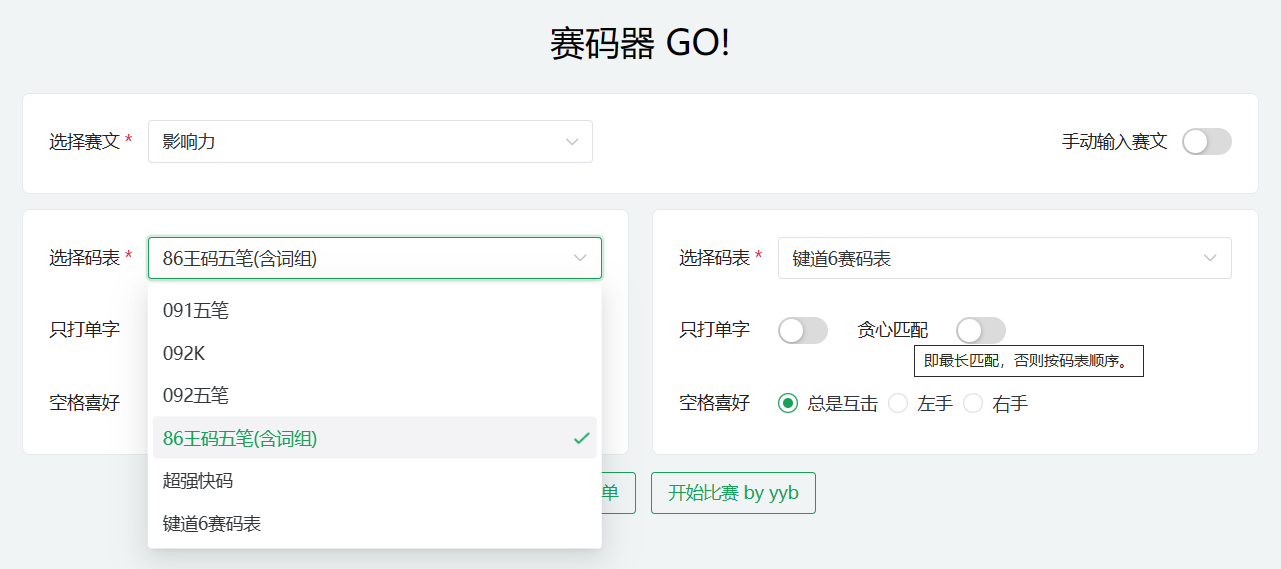 赛码器 GO!
选择赛文 * 影响力 手动输入赛文
选择码表 * 86王码五笔(含词组)
091五笔
092K
092五笔
86王码五笔(含词组)
超强快码
键道6赛码表
只打单字
空格喜好
选择码表 * 键道6赛码表
只打单字 贪心匹配
即最长匹配，否则按码表顺序。
空格喜好 总是互击 左手 右手
单 开始比赛 by yyb